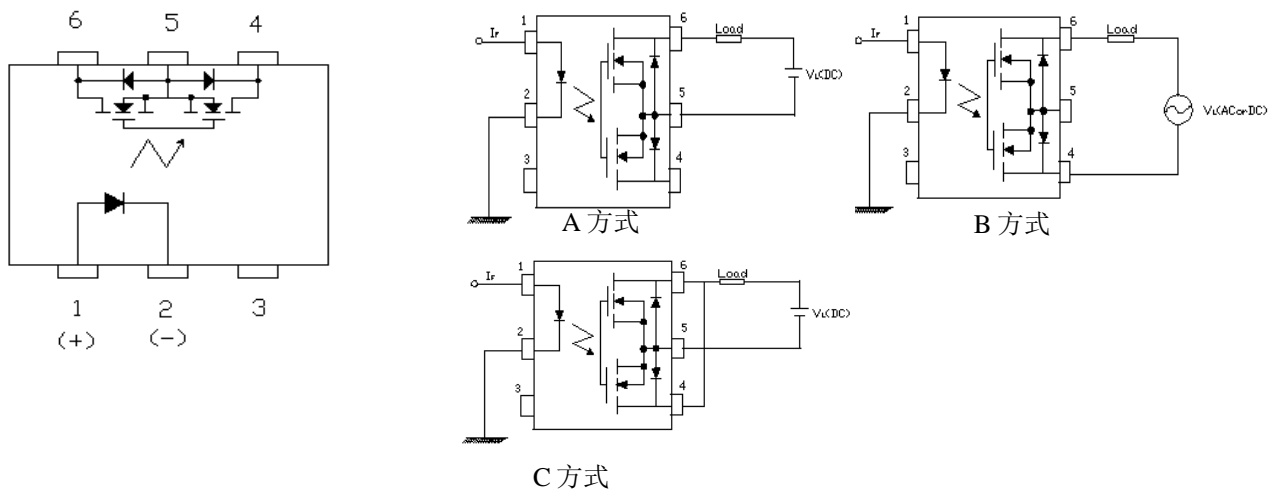 6 5 4
1 2 3
(+) (-)
IF
1
2
3
6
5
4
Load
VL(DC)
A 方式
IF
1
2
3
6
5
4
Load
VL(ACorDC)
B 方式
IF
1
2
3
6
5
4
Load
VL(DC)
C 方式